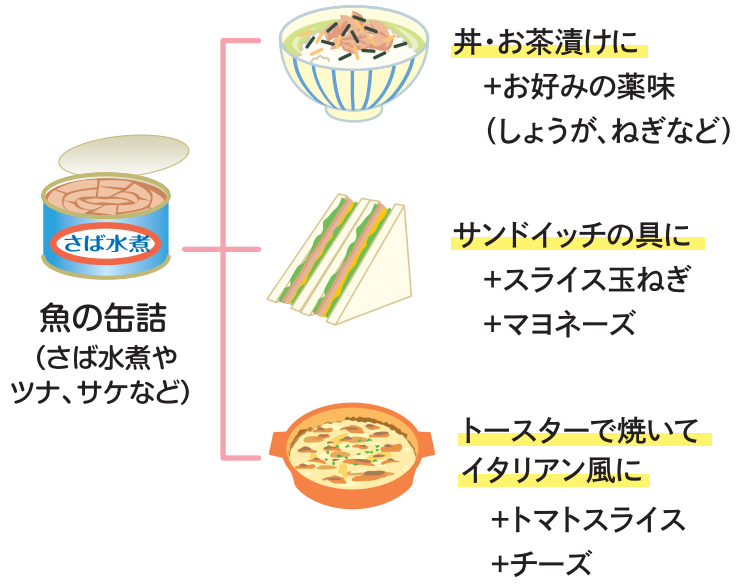 丼・お茶漬けに
+お好みの薬味
（しょうが、ねぎなど）
さば水煮
魚の缶詰
（さば水煮や
ツナ、サケなど）
サンドイッチの具に
+スライス玉ねぎ
+マヨネーズ
トースターで焼いて
イタリアン風に
+トマトスライス
+チーズ